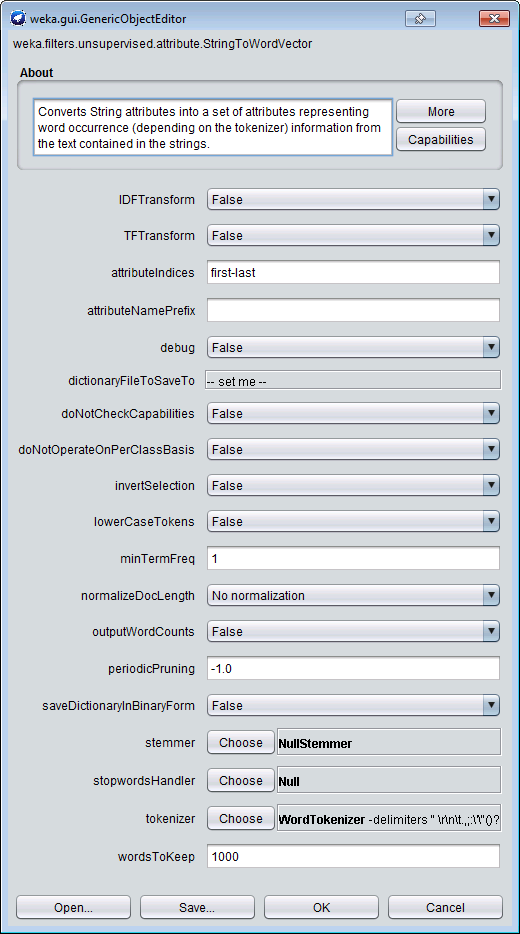 weka.gui.GenericObjectEditor
weka.filters.unsupervised.attribute.StringToWordVector
About
Converts String attributes into a set of attributes representing
word occurrence (depending on the tokenizer) information from
the text contained in the strings.
More
Capabilities
IDFTransform False
TFTransform False
attributeIndices first-last
attributeNamePrefix
debug False
dictionaryFileToSaveTo -- set me --
doNotCheckCapabilities False
doNotOperateOnPerClassBasis False
invertSelection False
lowerCaseTokens False
minTermFreq 1
normalizeDocLength No normalization
outputWordCounts False
periodicPruning -1.0
saveDictionaryInBinaryForm False
stemmer Choose NullStemmer
stopwordsHandler Choose Null
tokenizer Choose WordTokenizer -delimiters " \r\n\t.,;:\'\"()?
wordsToKeep 1000
Open... Save... OK Cancel